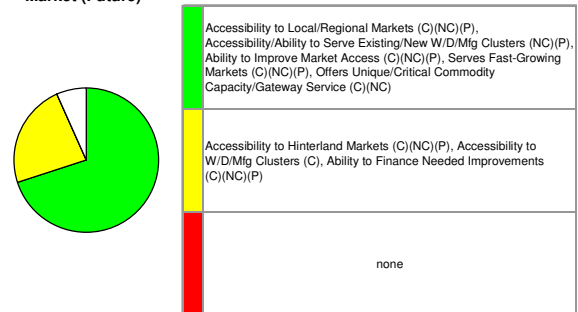 Market (Future)
Accessibility to Local/Regional Markets (C)(NC)(P),
Accessibility/Ability to Serve Existing/New W/D/Mfg Clusters (NC)(P),
Ability to Improve Market Access (C)(NC)(P), Serves Fast-Growing
Markets (C)(NC)(P), Offers Unique/Critical Commodity
Capacity/Gateway Service (C)(NC)
Accessibility to Hinterland Markets (C)(NC)(P), Accessibility to
W/D/Mfg Clusters (C), Ability to Finance Needed Improvements
(C)(NC)(P)
none